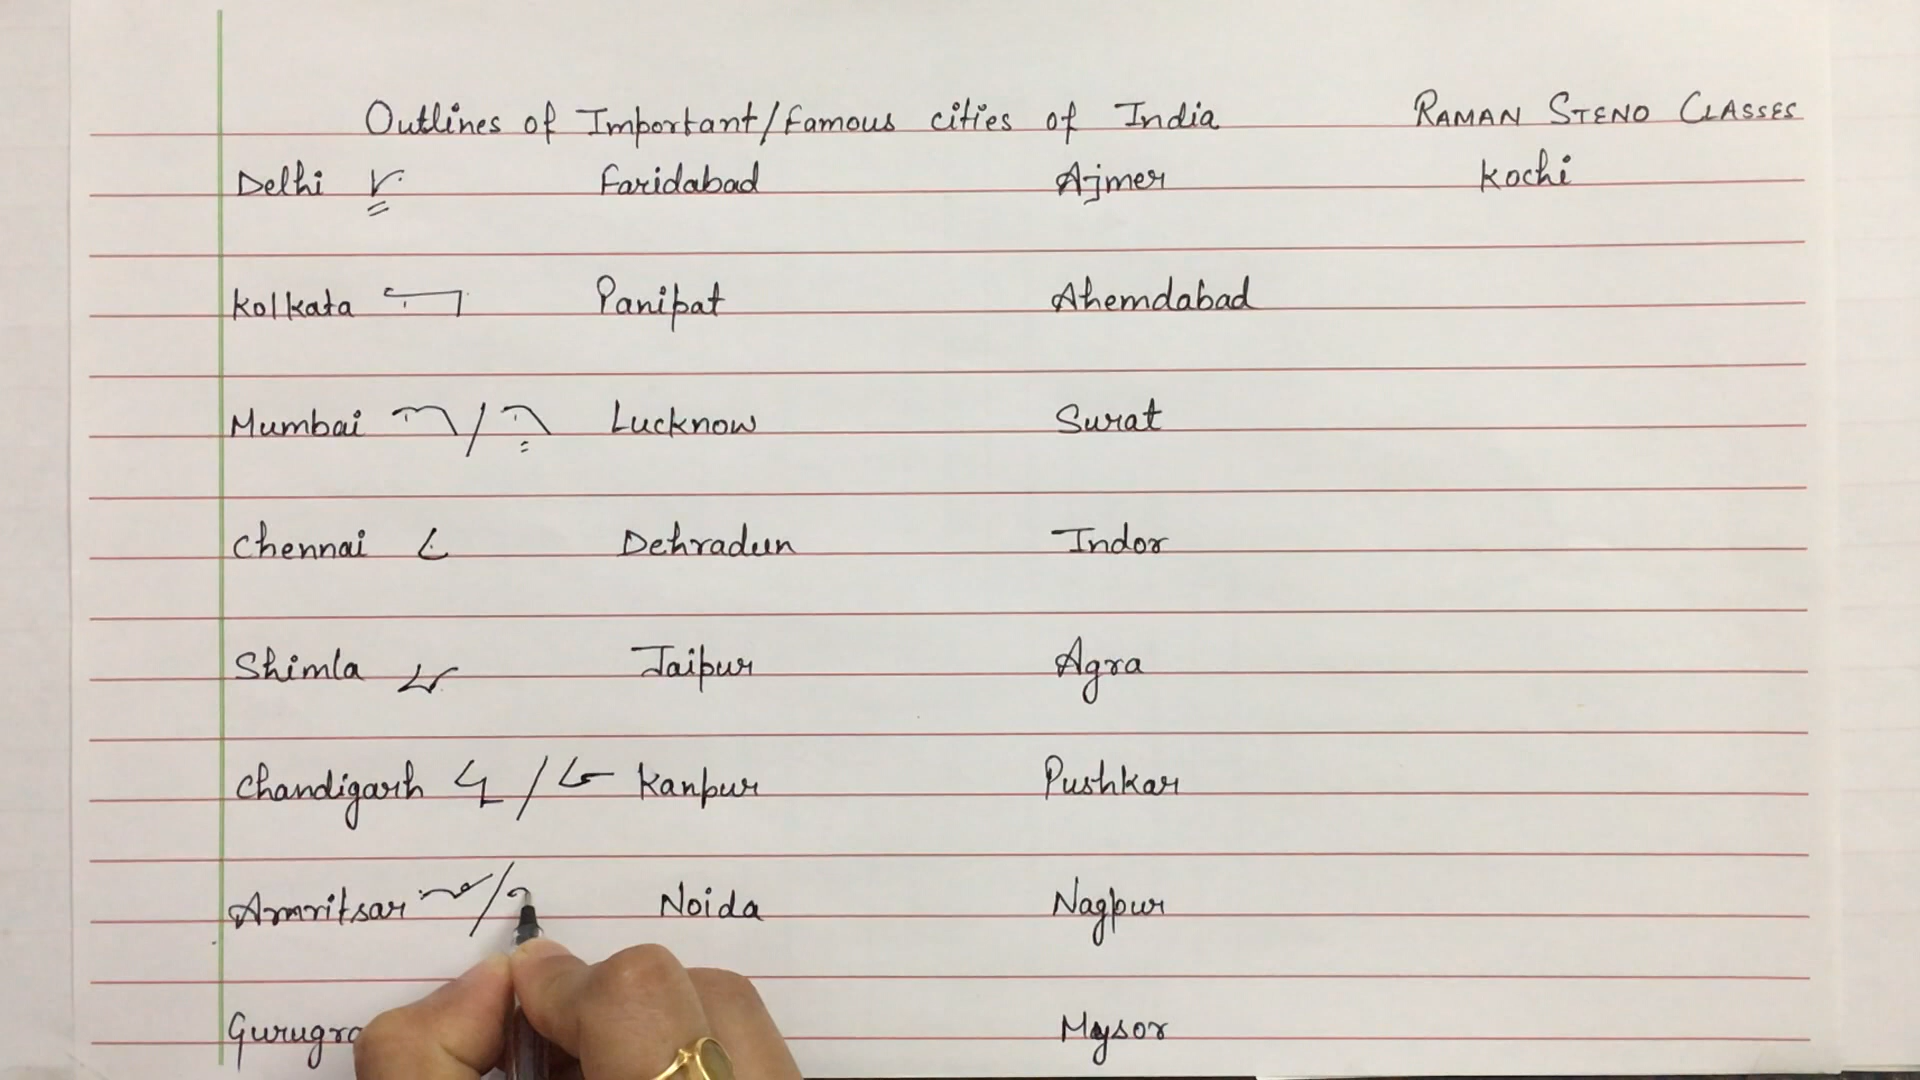 Outlines of Important/famous cities of India RAMAN STENO CLASSES
Delhi Faridabad Ajmer Kochi
Kolkata Panipat Ahemdabad
Mumbai / Lucknow Surat
Chennai Dehradun Indor
Shimla Jaipur Agra
Chandigarh / Kanpur Pushkar
Amritsar / Noida Nagpur
Mysor